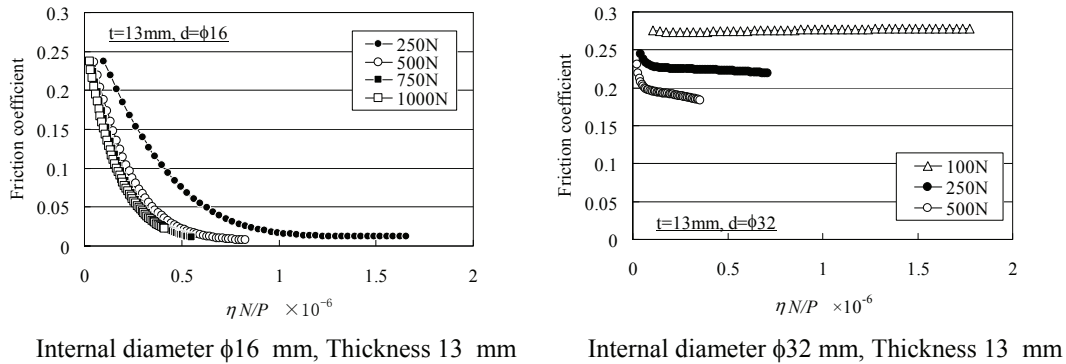 0.3
0.25
0.2
0.15
0.1
0.05
0
Friction coefficient
t=13mm, d=ϕ16
250N
500N
750N
1000N
0 0.5 1 1.5 2
ηN/P ×10⁻⁶
Internal diameter ϕ16 mm, Thickness 13 mm
0.3
0.25
0.2
0.15
0.1
0.05
0
Friction coefficient
100N
250N
500N
t=13mm, d=ϕ32
0 0.5 1 1.5 2
ηN/P ×10⁻⁶
Internal diameter ϕ32 mm, Thickness 13 mm